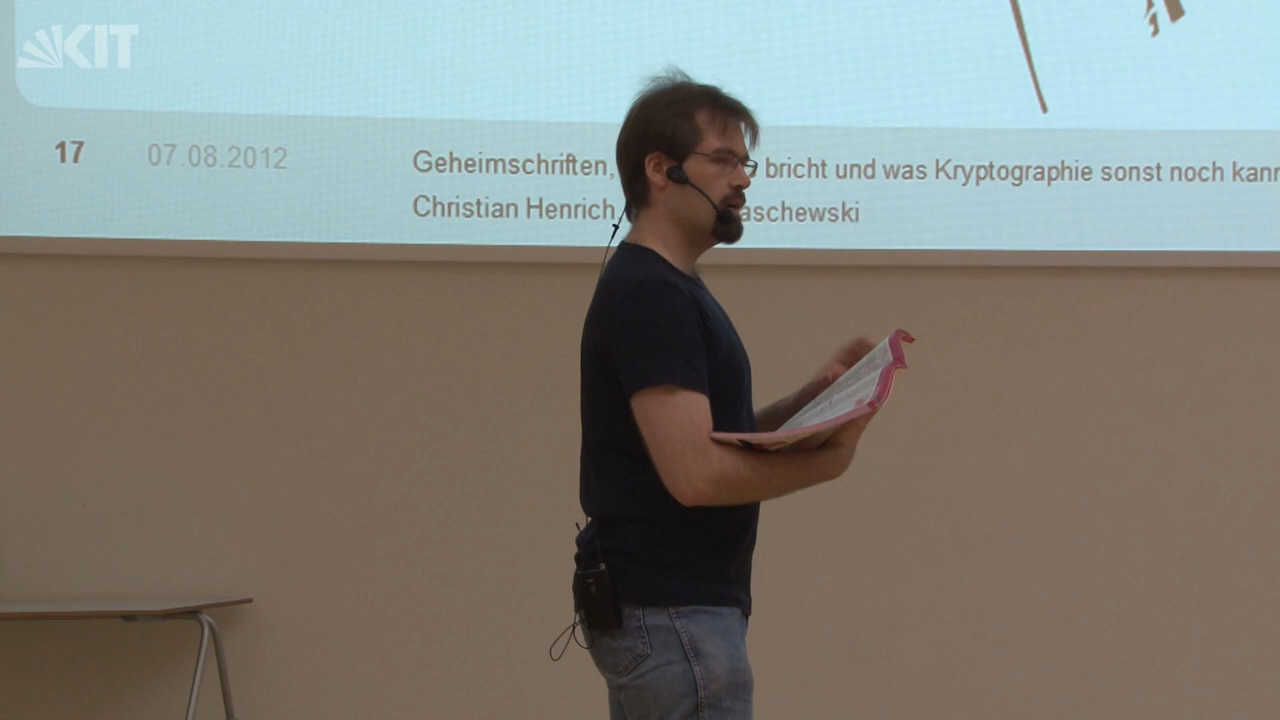 KIT
17 07.08.2012 Geheimschriften, bricht und was Kryptographie sonst noch kann
Christian Henrich, aschewski